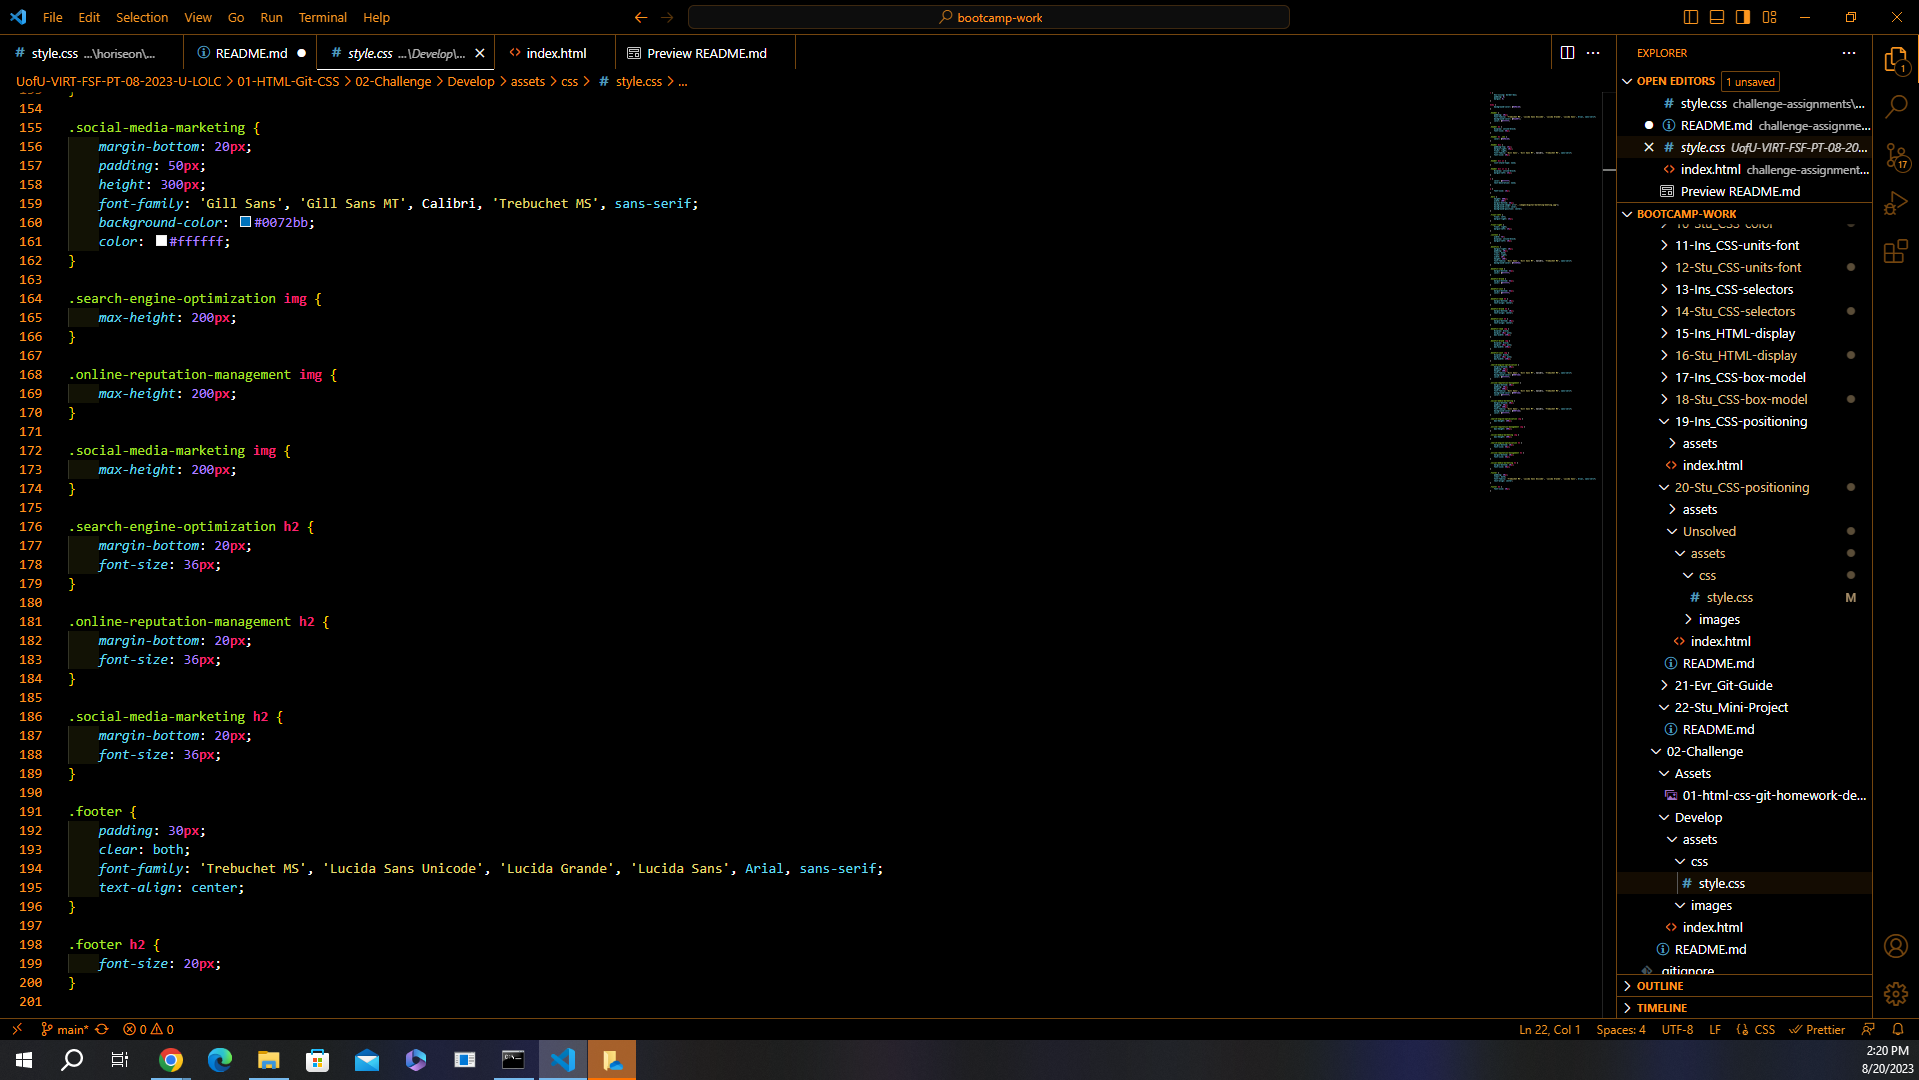 File Edit Selection View Go Run Terminal Help
bootcamp-work
style.css ...\horiseon\...
README.md
style.css ...\Develop\...
index.html
Preview README.md
UofU-VIRT-FSF-PT-08-2023-U-LOLC > 01-HTML-Git-CSS > 02-Challenge > Develop > assets > css > # style.css > ...
154
155 .social-media-marketing {
156 margin-bottom: 20px;
157 padding: 50px;
158 height: 300px;
159 font-family: 'Gill Sans', 'Gill Sans MT', Calibri, 'Trebuchet MS', sans-serif;
160 background-color: #0072bb;
161 color: #ffffff;
162 }
163
164 .search-engine-optimization img {
165 max-height: 200px;
166 }
167
168 .online-reputation-management img {
169 max-height: 200px;
170 }
171
172 .social-media-marketing img {
173 max-height: 200px;
174 }
175
176 .search-engine-optimization h2 {
177 margin-bottom: 20px;
178 font-size: 36px;
179 }
180
181 .online-reputation-management h2 {
182 margin-bottom: 20px;
183 font-size: 36px;
184 }
185
186 .social-media-marketing h2 {
187 margin-bottom: 20px;
188 font-size: 36px;
189 }
190
191 .footer {
192 padding: 30px;
193 clear: both;
194 font-family: 'Trebuchet MS', 'Lucida Sans Unicode', 'Lucida Grande', 'Lucida Sans', Arial, sans-serif;
195 text-align: center;
196 }
197
198 .footer h2 {
199 font-size: 20px;
200 }
201
EXPLORER
OPEN EDITORS 1 unsaved
# style.css challenge-assignments\...
README.md challenge-assignme...
# style.css UofU-VIRT-FSF-PT-08-20...
index.html challenge-assignment...
Preview README.md
BOOTCAMP-WORK
10-Stu_CSS-color
11-Ins_CSS-units-font
12-Stu_CSS-units-font
13-Ins_CSS-selectors
14-Stu_CSS-selectors
15-Ins_HTML-display
16-Stu_HTML-display
17-Ins_CSS-box-model
18-Stu_CSS-box-model
19-Ins_CSS-positioning
assets
index.html
20-Stu_CSS-positioning
assets
Unsolved
assets
css
# style.css M
images
index.html
README.md
21-Evr_Git-Guide
22-Stu_Mini-Project
README.md
02-Challenge
Assets
01-html-css-git-homework-de...
Develop
assets
css
# style.css
images
index.html
README.md
.gitignore
OUTLINE
TIMELINE
1
17
main* 0 0
Ln 22, Col 1 Spaces: 4 UTF-8 LF CSS Prettier
2:20 PM
8/20/2023